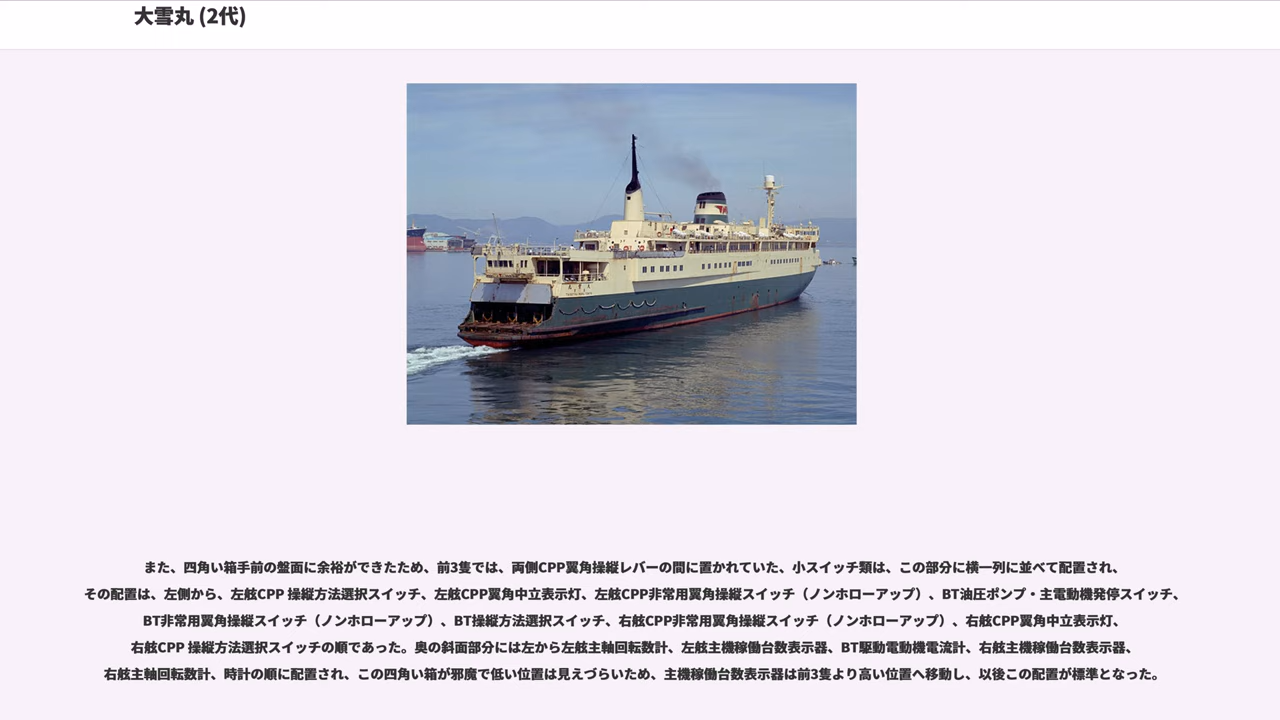 大雪丸 (2代)
また、四角い箱手前の盤面に余裕ができたため、前3隻では、両側CPP翼角操縦レバーの間に置かれていた、小スイッチ類は、この部分に横一列に並べて配置され、
その配置は、左側から、左舷CPP 操縦方法選択スイッチ、左舷CPP翼角中立表示灯、左舷CPP非常用翼角操縦スイッチ（ノンホローアップ）、BT油圧ポンプ・主電動機発停スイッチ、
BT非常用翼角操縦スイッチ（ノンホローアップ）、BT操縦方法選択スイッチ、右舷CPP非常用翼角操縦スイッチ（ノンホローアップ）、右舷CPP翼角中立表示灯、
右舷CPP 操縦方法選択スイッチの順であった。奥の斜面部分には左から左舷主軸回転数計、左舷主機稼働台数表示器、BT駆動電動機電流計、右舷主機稼働台数表示器、
右舷主軸回転数計、時計の順に配置され、この四角い箱が邪魔で低い位置は見えづらいため、主機稼働台数表示器は前3隻より高い位置へ移動し、以後この配置が標準となった。